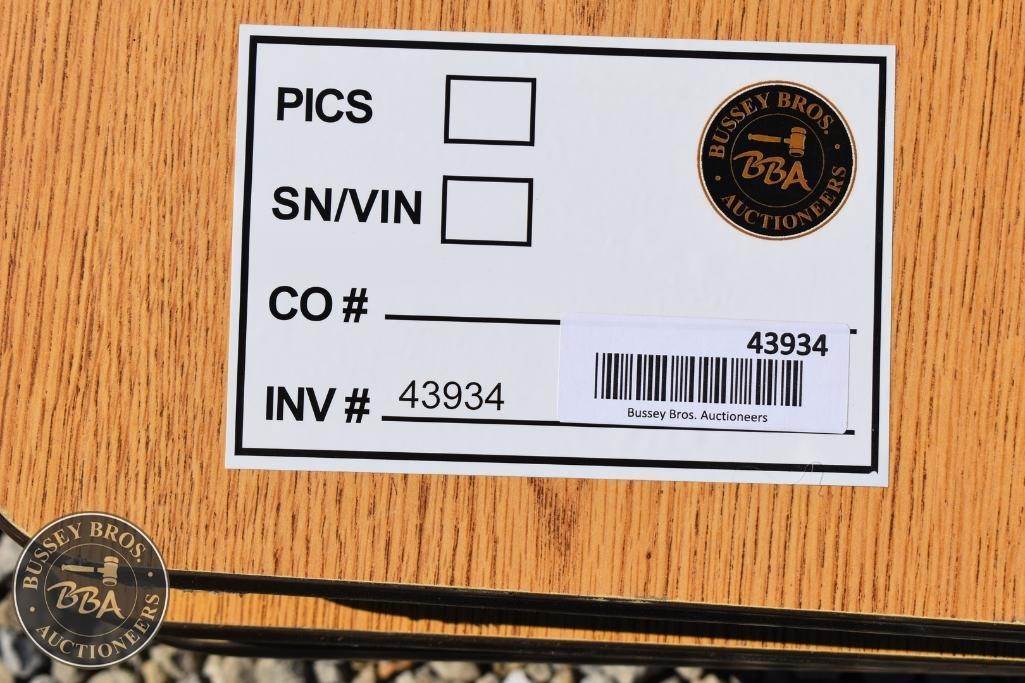 PICS
BUSSEY BROS.
BBA
AUCTIONEERS
SN/VIN
CO #
43934
INV # 43934
Bussey Bros. Auctioneers
BUSSEY BROS.
BBA
AUCTIONEERS